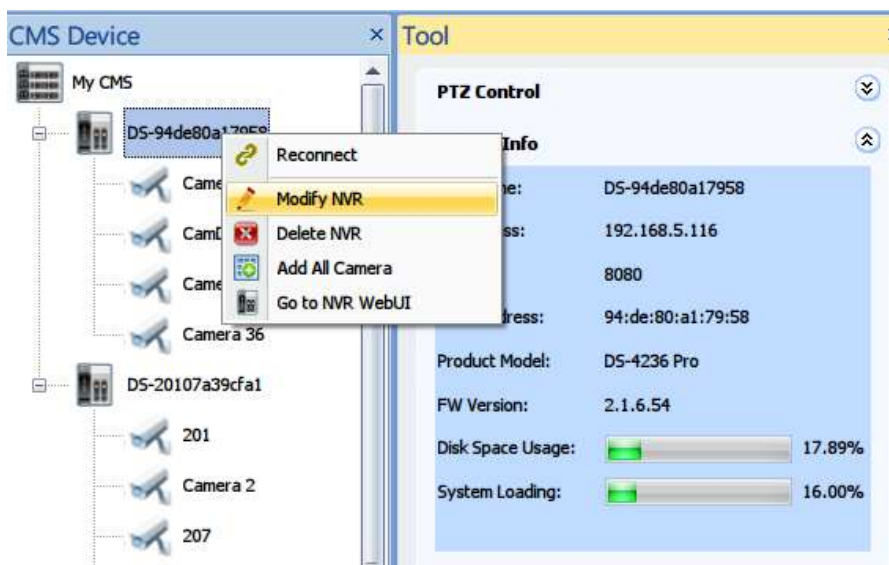 CMS Device
My CMS
DS-94de80a17958
Came
CamD
Came
Camera 36
DS-20107a39cfa1
201
Camera 2
207
Reconnect
Modify NVR
Delete NVR
Add All Camera
Go to NVR WebUI
Tool
PTZ Control
Info
DS-94de80a17958
192.168.5.116
8080
94:de:80:a1:79:58
Product Model: DS-4236 Pro
FW Version: 2.1.6.54
Disk Space Usage: 17.89%
System Loading: 16.00%